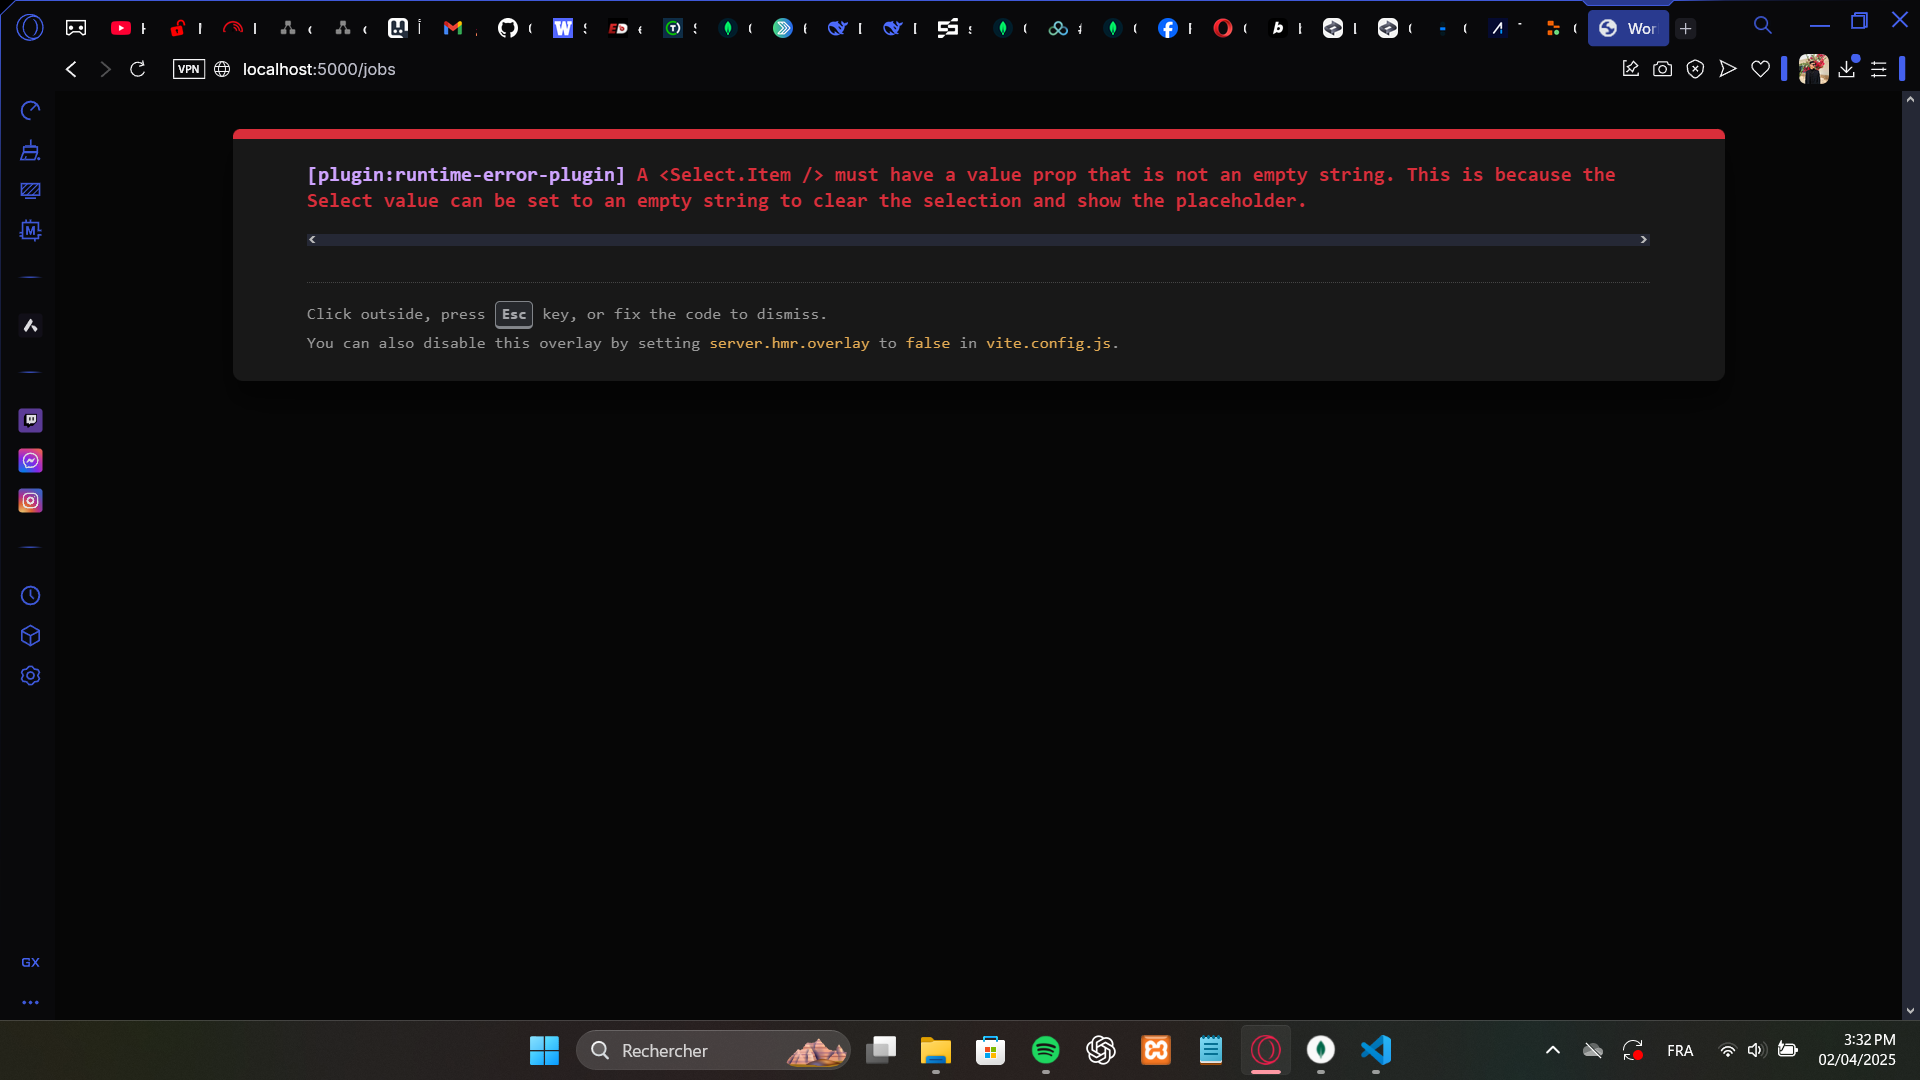 Wor
VPN
localhost:5000/jobs
[plugin:runtime-error-plugin] A <Select.Item /> must have a value prop that is not an empty string. This is because the
Select value can be set to an empty string to clear the selection and show the placeholder.
Click outside, press Esc key, or fix the code to dismiss.
You can also disable this overlay by setting server.hmr.overlay to false in vite.config.js.
GX
Rechercher
FRA
3:32 PM
02/04/2025